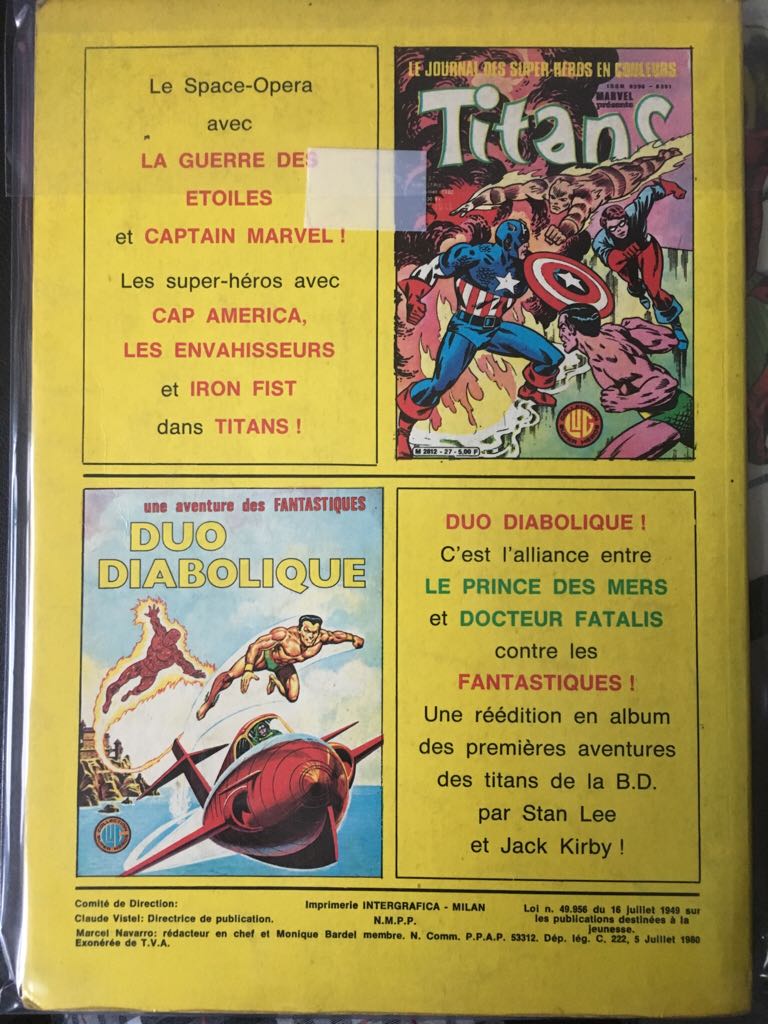 Le Space-Opera
avec
LA GUERRE DES
ETOILES
et CAPTAIN MARVEL !
Les super-héros avec
CAP AMERICA,
LES ENVAHISSEURS
et IRON FIST
dans TITANS !
LE JOURNAL DES SUPER-HEROS EN COULEURS
MARVEL
présente
Titans
LUG
M 2812 - 27 - 5,00 F
une aventure des FANTASTIQUES
DUO
DIABOLIQUE
LUG
DUO DIABOLIQUE !
C'est l'alliance entre
LE PRINCE DES MERS
et DOCTEUR FATALIS
contre les
FANTASTIQUES !
Une réédition en album
des premières aventures
des titans de la B.D.
par Stan Lee
et Jack Kirby !
Comité de Direction:
Claude Vistel: Directrice de publication.
Imprimerie INTERGRAFICA - MILAN
N.M.P.P.
Loi n. 49.956 du 16 juillet 1949 sur
les publications destinées à la
jeunesse.
Marcel Navarro: rédacteur en chef et Monique Bardel membre. N. Comm. P.P.A.P. 53312. Dép. lég. C. 222, 5 Juillet 1980
Exonérée de T.V.A.